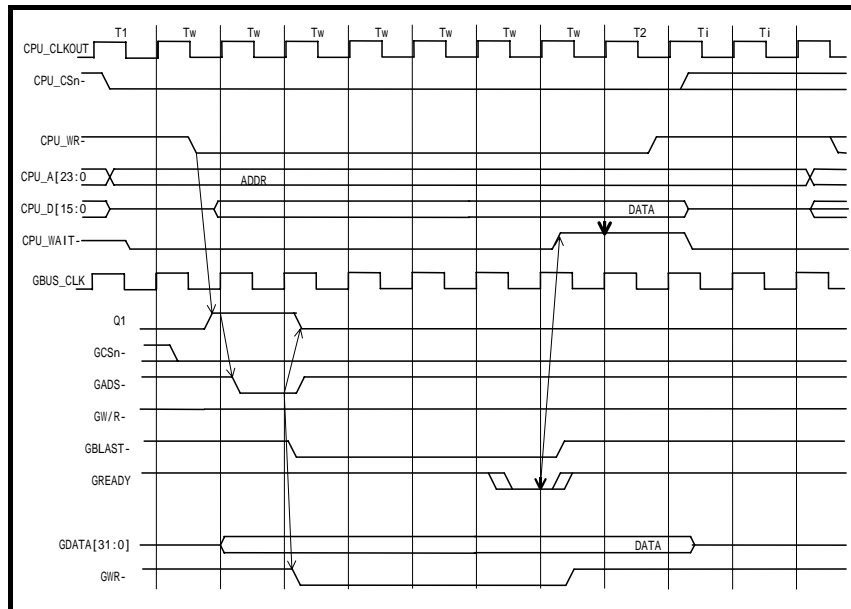 T1 Tw Tw Tw Tw Tw Tw Tw T2 Ti Ti
CPU_CLKOUT
CPU_CSn-
CPU_WR-
CPU_A[23:0
ADDR
CPU_D[15:0
DATA
CPU_WAIT-
GBUS_CLK
Q1
GCSn-
GADS-
GW/R-
GBLAST-
GREADY
GDATA[31:0]
DATA
GWR-